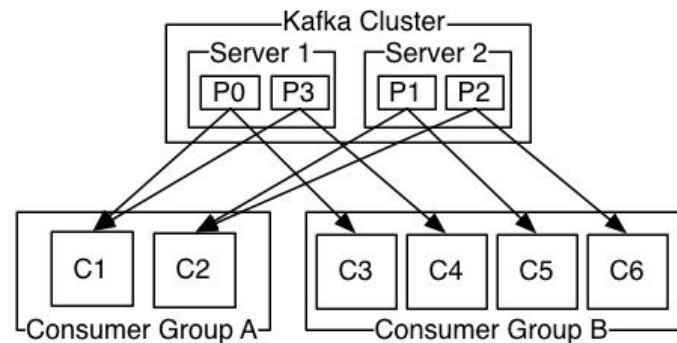 Kafka Cluster
Server 1
Server 2
P0
P3
P1
P2
C1
C2
C3
C4
C5
C6
Consumer Group A
Consumer Group B